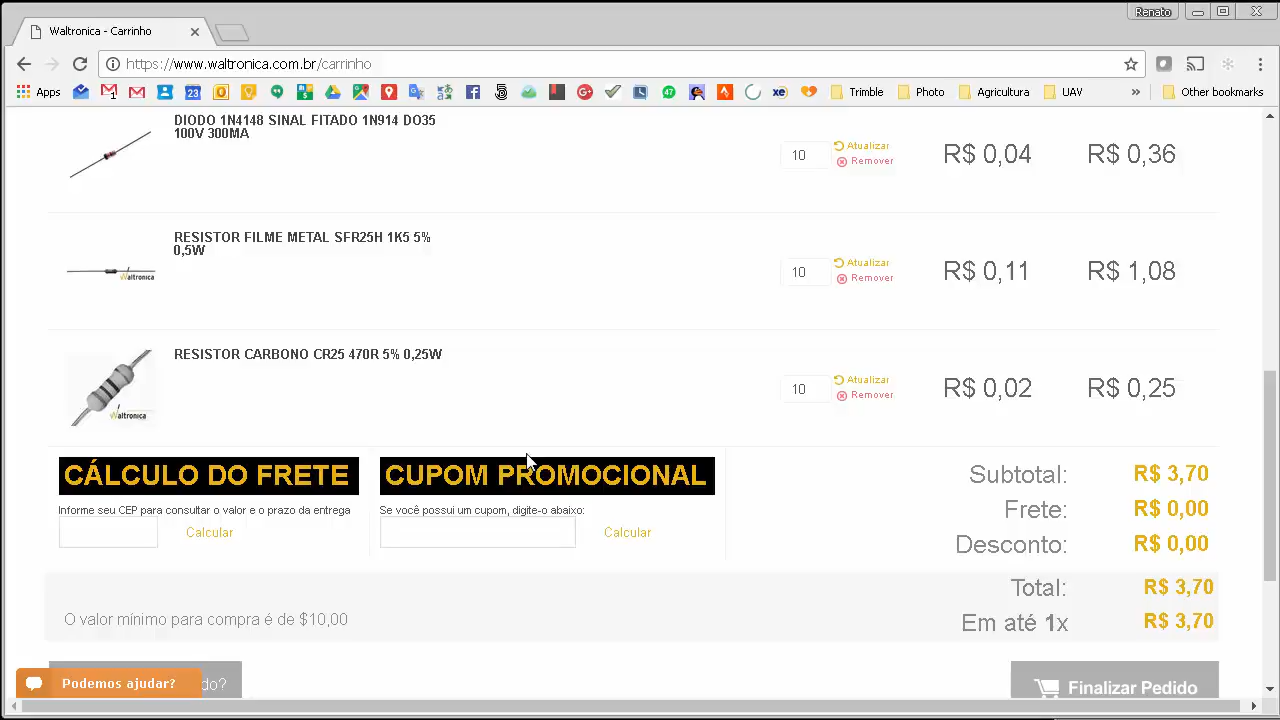 Renato
Waltronica - Carrinho
https://www.waltronica.com.br/carrinho
Apps
Trimble
Photo
Agricultura
UAV
»
Other bookmarks
DIODO 1N4148 SINAL FITADO 1N914 DO35
100V 300MA
10
Atualizar
Remover
R$ 0,04
R$ 0,36
RESISTOR FILME METAL SFR25H 1K5 5%
0,5W
Waltronica
10
Atualizar
Remover
R$ 0,11
R$ 1,08
RESISTOR CARBONO CR25 470R 5% 0,25W
Waltronica
10
Atualizar
Remover
R$ 0,02
R$ 0,25
CÁLCULO DO FRETE
Informe seu CEP para consultar o valor e o prazo da entrega
Calcular
CUPOM PROMOCIONAL
Se você possui um cupom, digite-o abaixo:
Calcular
Subtotal: R$ 3,70
Frete: R$ 0,00
Desconto: R$ 0,00
Total: R$ 3,70
O valor mínimo para compra é de $10,00
Em até 1x R$ 3,70
Podemos ajudar?
do?
Finalizar Pedido